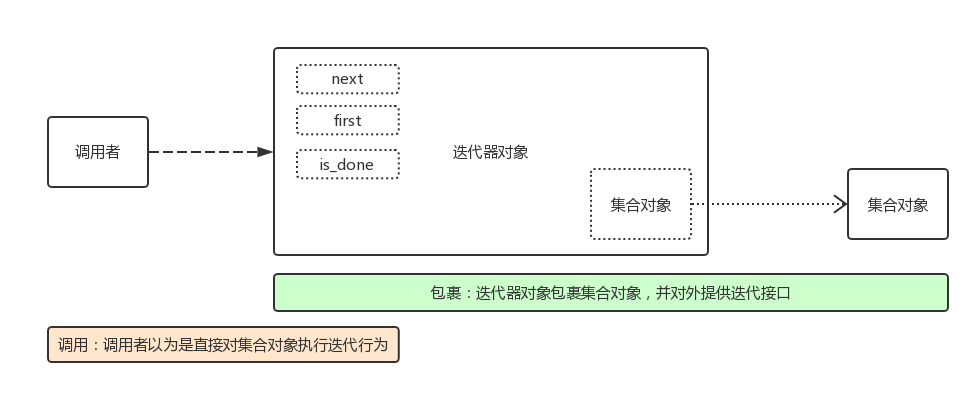 next
first
is_done
调用者
迭代器对象
集合对象
集合对象
包裹：迭代器对象包裹集合对象，并对外提供迭代接口
调用：调用者以为是直接对集合对象执行迭代行为